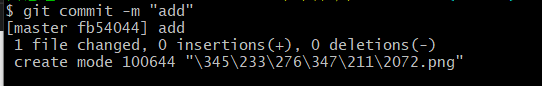 $ git commit -m "add"
[master fb54044] add
 1 file changed, 0 insertions(+), 0 deletions(-)
 create mode 100644 "\345\233\276\347\211\2072.png"